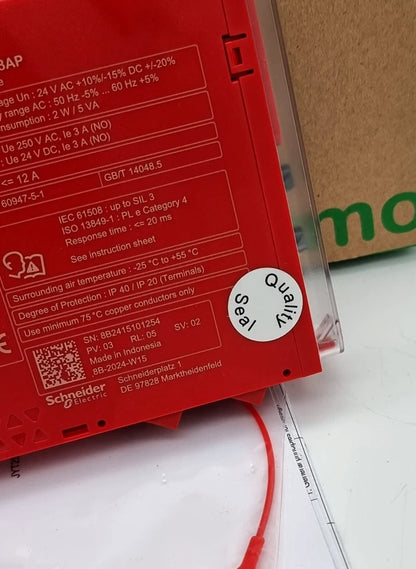 3AP
age Un : 24 V AC +10%/-15% DC +/-20%
range AC : 50 Hz -5% ... 60 Hz +5%
onsumption : 2 W / 5 VA
Ue 250 V AC, Ie 3 A (NO)
: Ue 24 V DC, Ie 3 A (NO)
<= 12 A
60947-5-1
GB/T 14048.5
IEC 61508 : up to SIL 3
ISO 13849-1 : PL e Category 4
Response time : <= 20 ms
See instruction sheet
Surrounding air temperature : -25 °C to +55 °C
Degree of Protection : IP 40 / IP 20 (Terminals)
Use minimum 75 °C copper conductors only
SN: 8B2415101254
PV: 03 RL: 05 SV: 02
Made in Indonesia
8B-2024-W15
Schneider
Electric
Schneiderplatz 1
DE 97828 Marktheidenfeld
Quality
Seal
mo